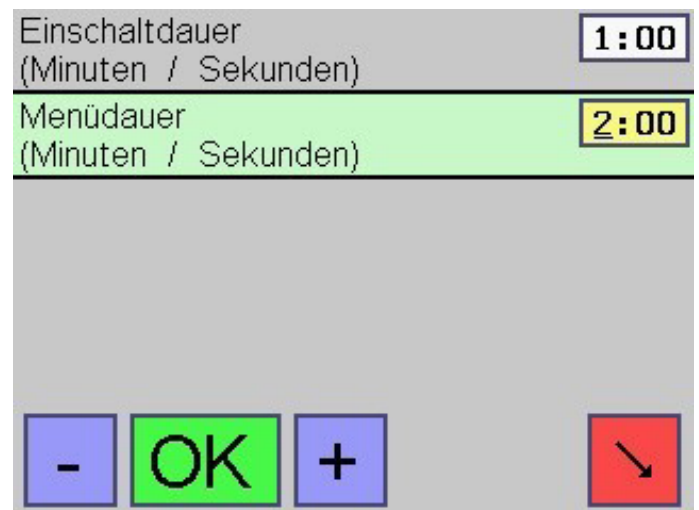 Einschaltdauer
(Minuten / Sekunden)
1:00
Menüdauer
(Minuten / Sekunden)
2:00
- OK + ↘